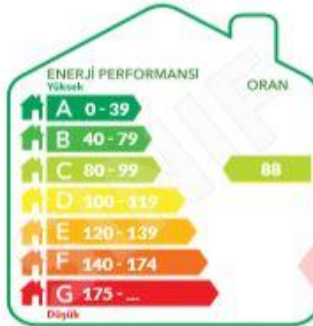 ENERJİ PERFORMANSI
Yüksek
ORAN
A 0 - 39
B 40 - 79
C 80 - 99
88
D 100 - 119
E 120 - 139
F 140 - 174
G 175 - ...
Düşük